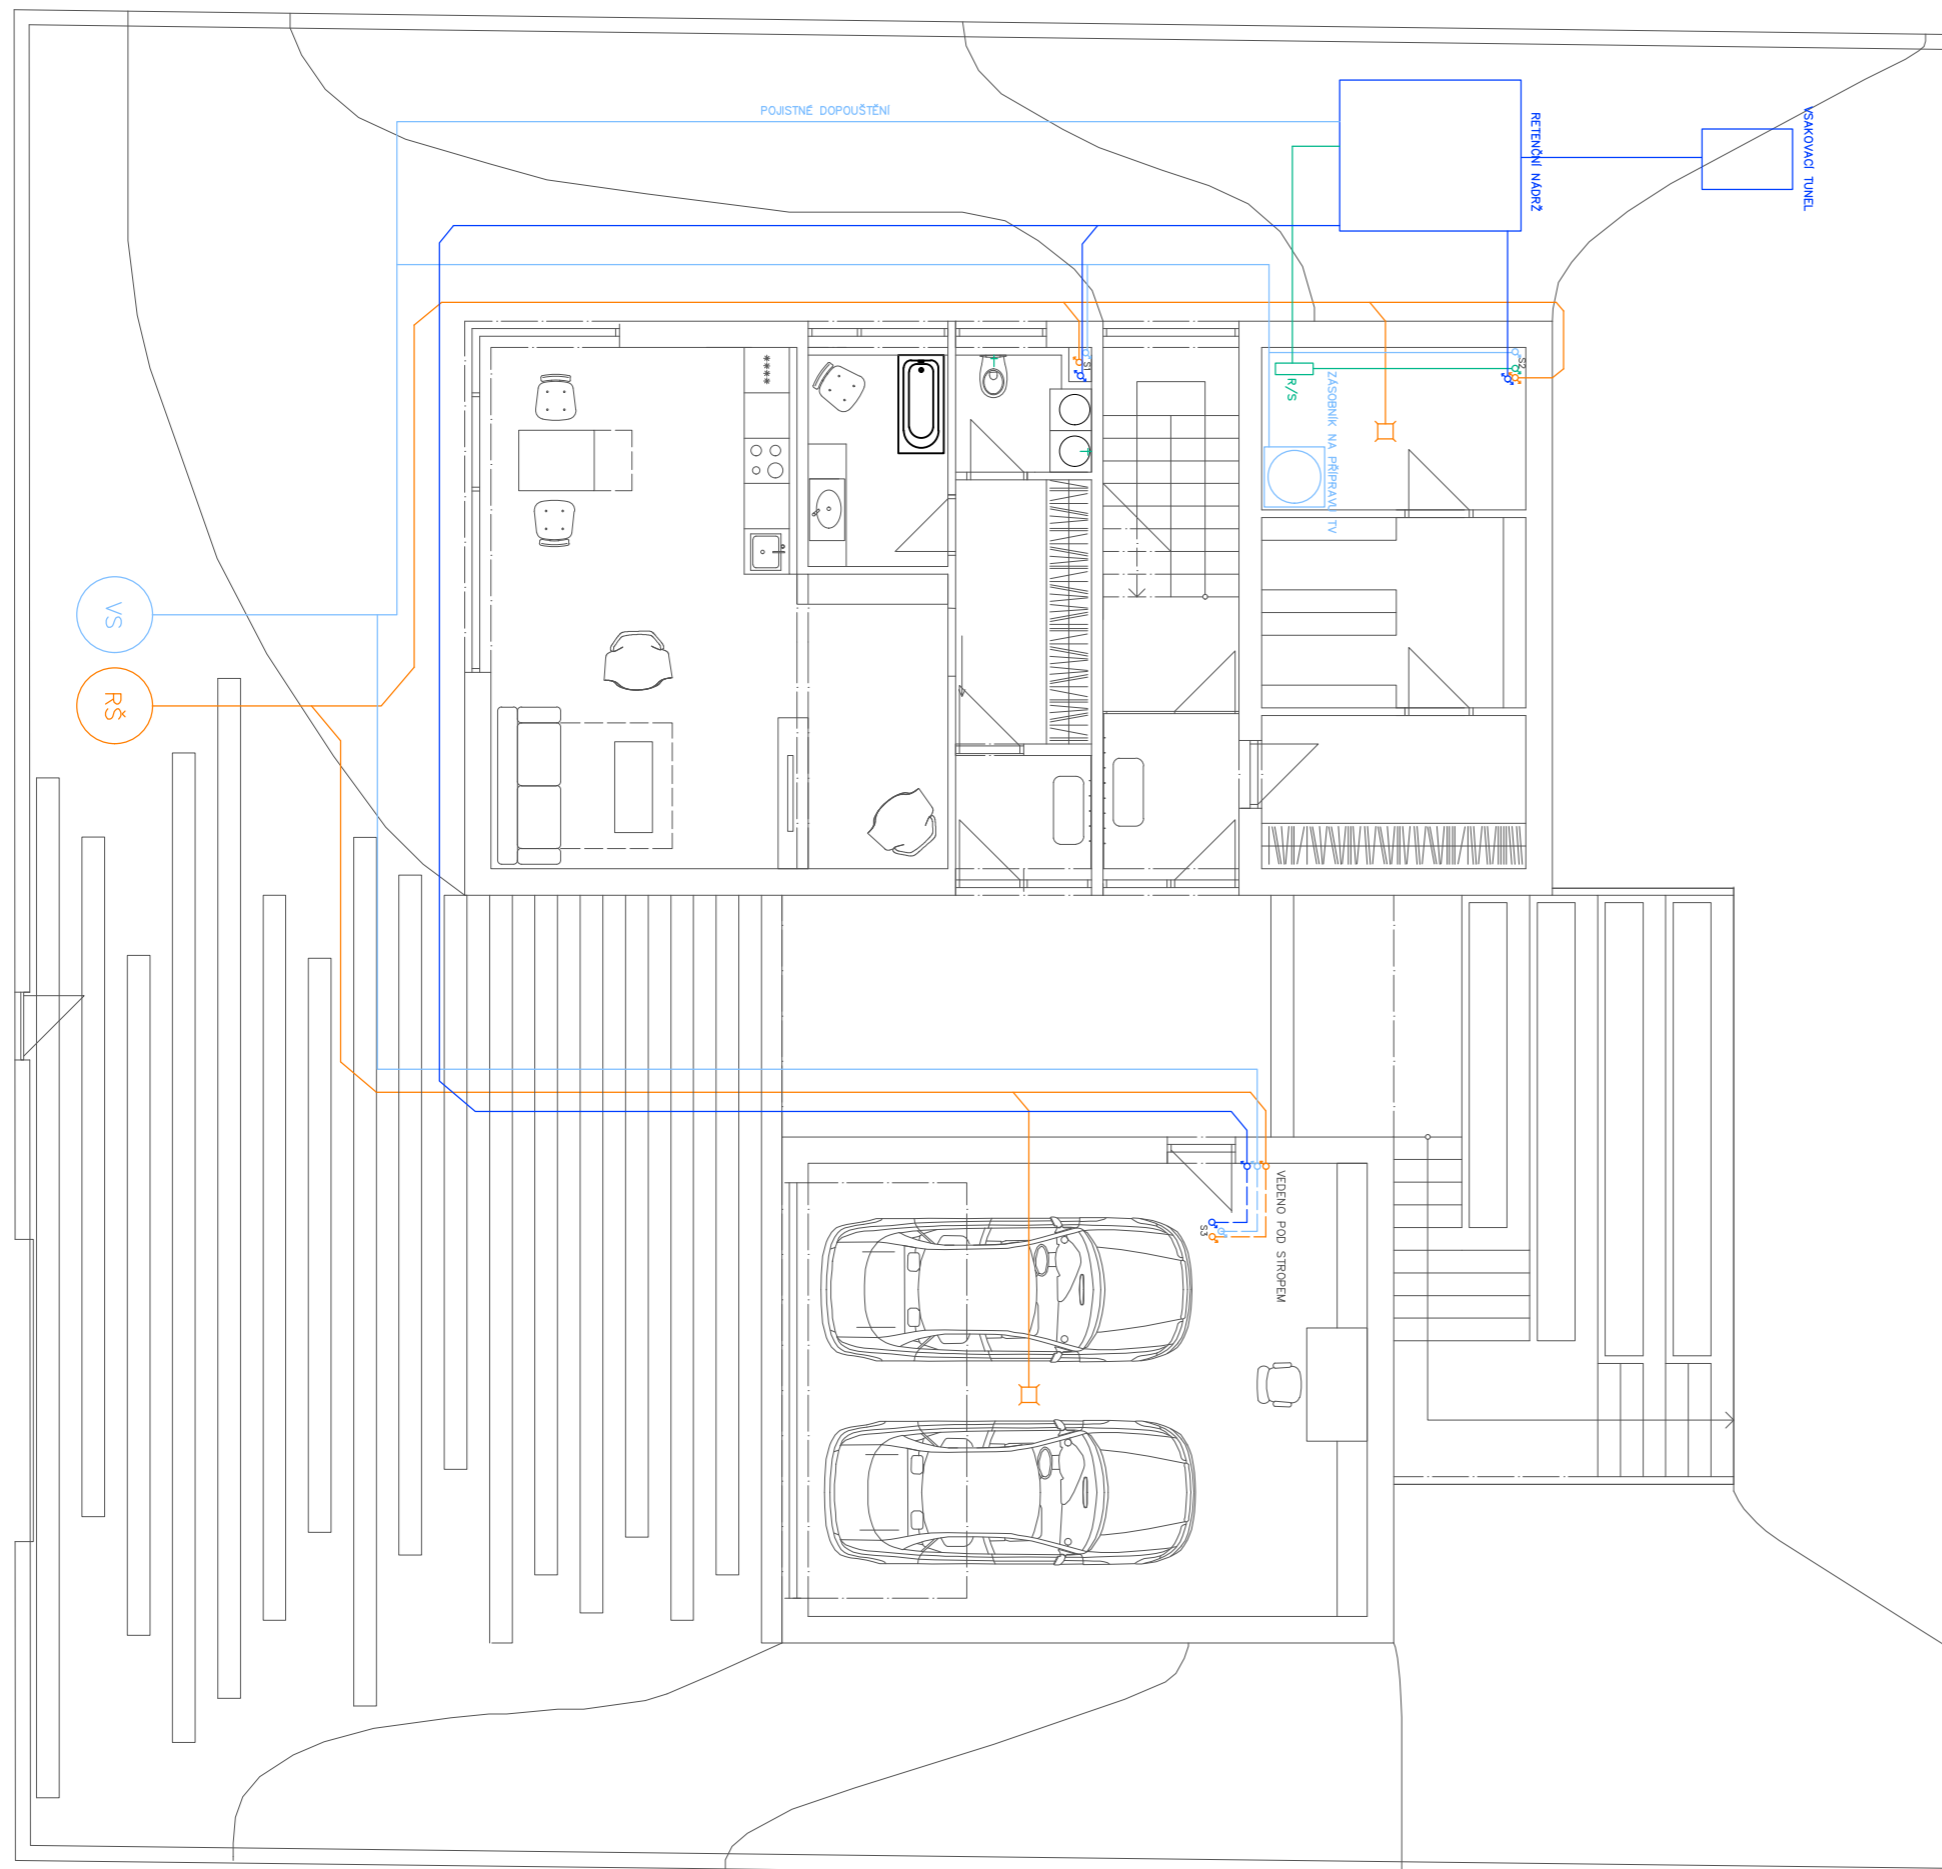 POJISTNÉ DOPOUŠTĚNÍ
RETENČNÍ NÁDRŽ
VSAKOVACÍ TUNEL
S1
S2
R/S
ZÁSOBNÍK NA PŘÍPRAVU TV
VS
RŠ
VEDENO POD STROPEM
S3